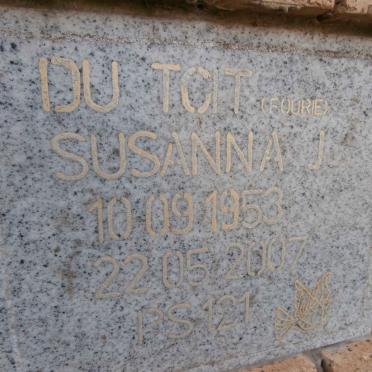 DU TOIT (FOURIE)
SUSANNA J.
10 09 1953
22 05 2007
PS 121